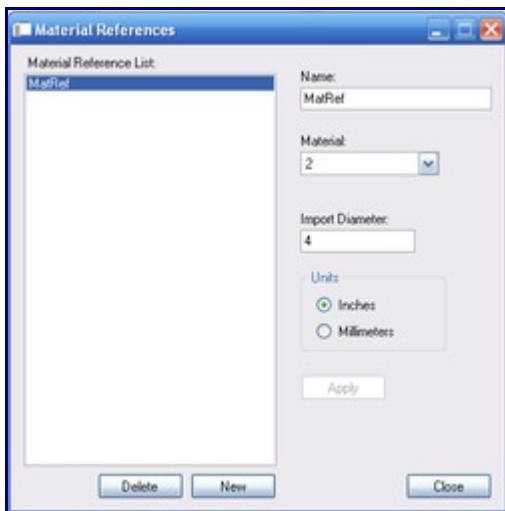 Material References
Material Reference List:
MatRef
Name:
MatRef
Material:
2
Import Diameter:
4
Units
Inches
Millimeters
Apply
Delete
New
Close